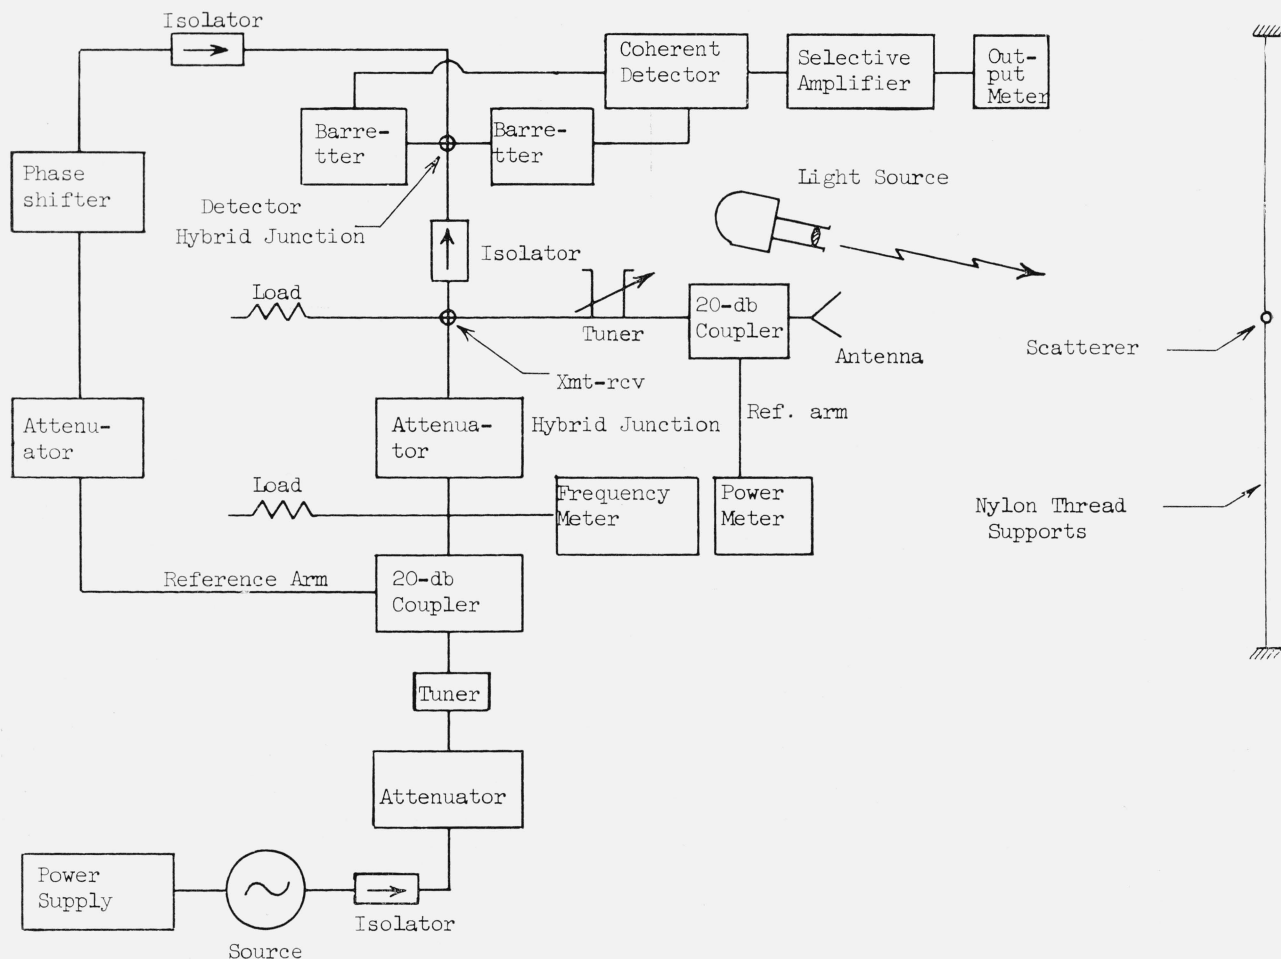 Isolator
Coherent
Detector
Selective
Amplifier
Out-
put
Meter
Barre-
tter
Barre-
tter
Phase
shifter
Light Source
Detector
Hybrid Junction
Isolator
Load
20-db
Coupler
Tuner
Antenna
Scatterer
Xmt-rcv
Hybrid Junction
Ref. arm
Attenu-
ator
Attenua-
tor
Load
Frequency
Meter
Power
Meter
Nylon Thread
Supports
Reference Arm
20-db
Coupler
Tuner
Attenuator
Power
Supply
Isolator
Source